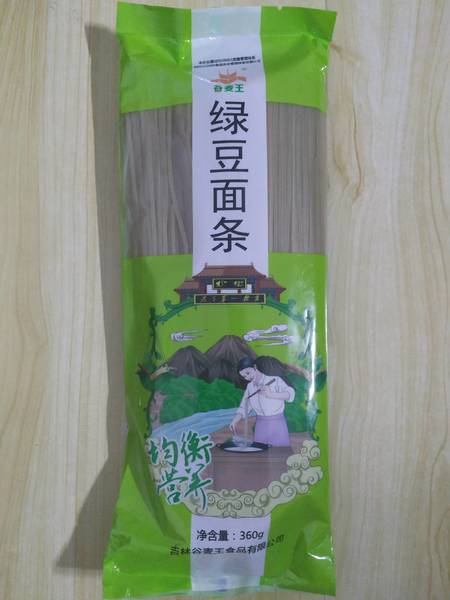 谷麦王
绿豆面条
均衡
营养
净含量：360g
吉林谷麦王食品有限公司